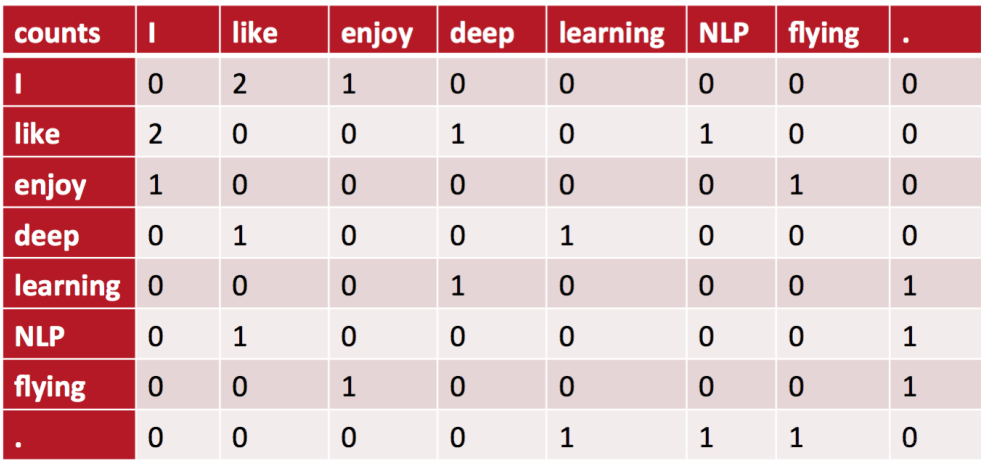 counts I like enjoy deep learning NLP flying .
I 0 2 1 0 0 0 0 0
like 2 0 0 1 0 1 0 0
enjoy 1 0 0 0 0 0 1 0
deep 0 1 0 0 1 0 0 0
learning 0 0 0 1 0 0 0 1
NLP 0 1 0 0 0 0 0 1
flying 0 0 1 0 0 0 0 1
. 0 0 0 0 1 1 1 0